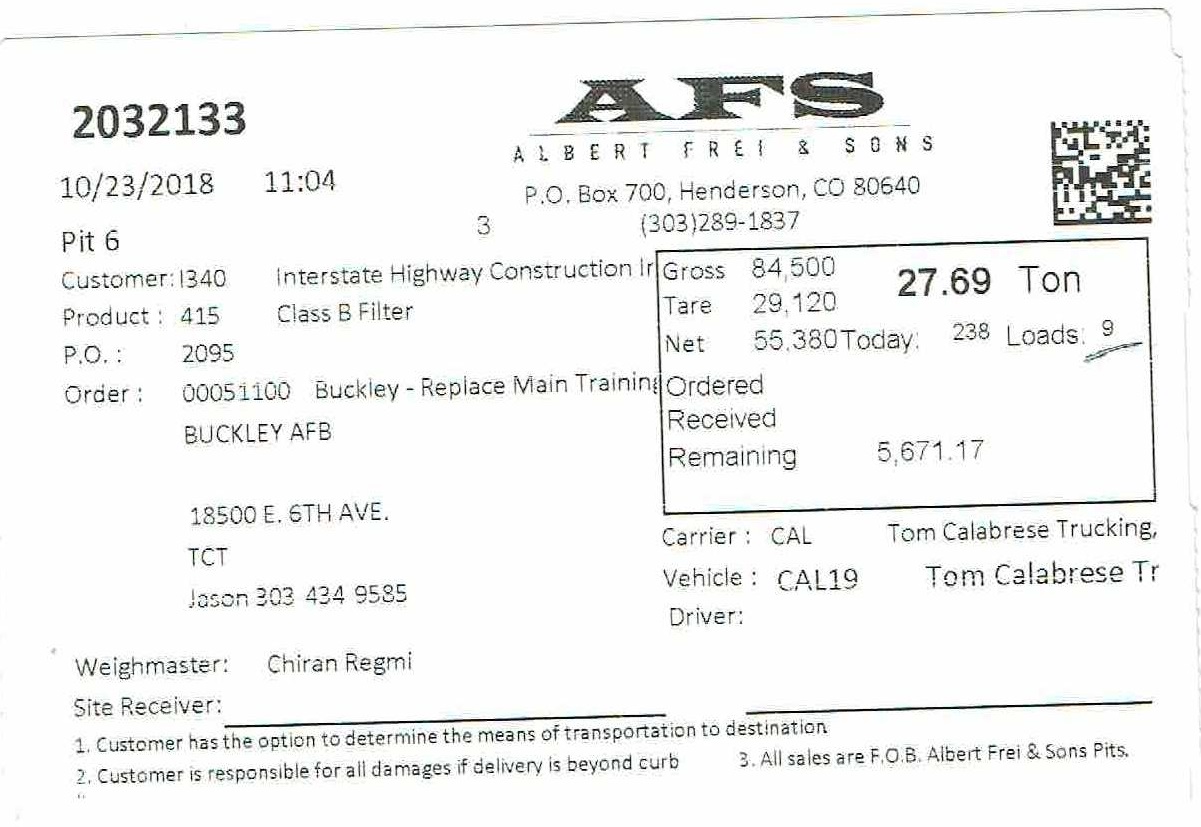 AFS
ALBERT FREI & SONS
2032133
10/23/2018 11:04
P.O. Box 700, Henderson, CO 80640
(303)289-1837
Pit 6 3
Customer: I340 Interstate Highway Construction Ir
Product : 415 Class B Filter
P.O. : 2095
Order : 00051100 Buckley - Replace Main Training
BUCKLEY AFB
18500 E. 6TH AVE.
TCT
Jason 303 434 9585
Gross 84,500 27.69 Ton
Tare 29,120
Net 55,380 Today: 238 Loads: 9
Ordered
Received
Remaining 5,671.17
Carrier : CAL Tom Calabrese Trucking,
Vehicle : CAL19 Tom Calabrese Tr
Driver:
Weighmaster: Chiran Regmi
Site Receiver:
1. Customer has the option to determine the means of transportation to destination
2. Customer is responsible for all damages if delivery is beyond curb 3. All sales are F.O.B. Albert Frei & Sons Pits.